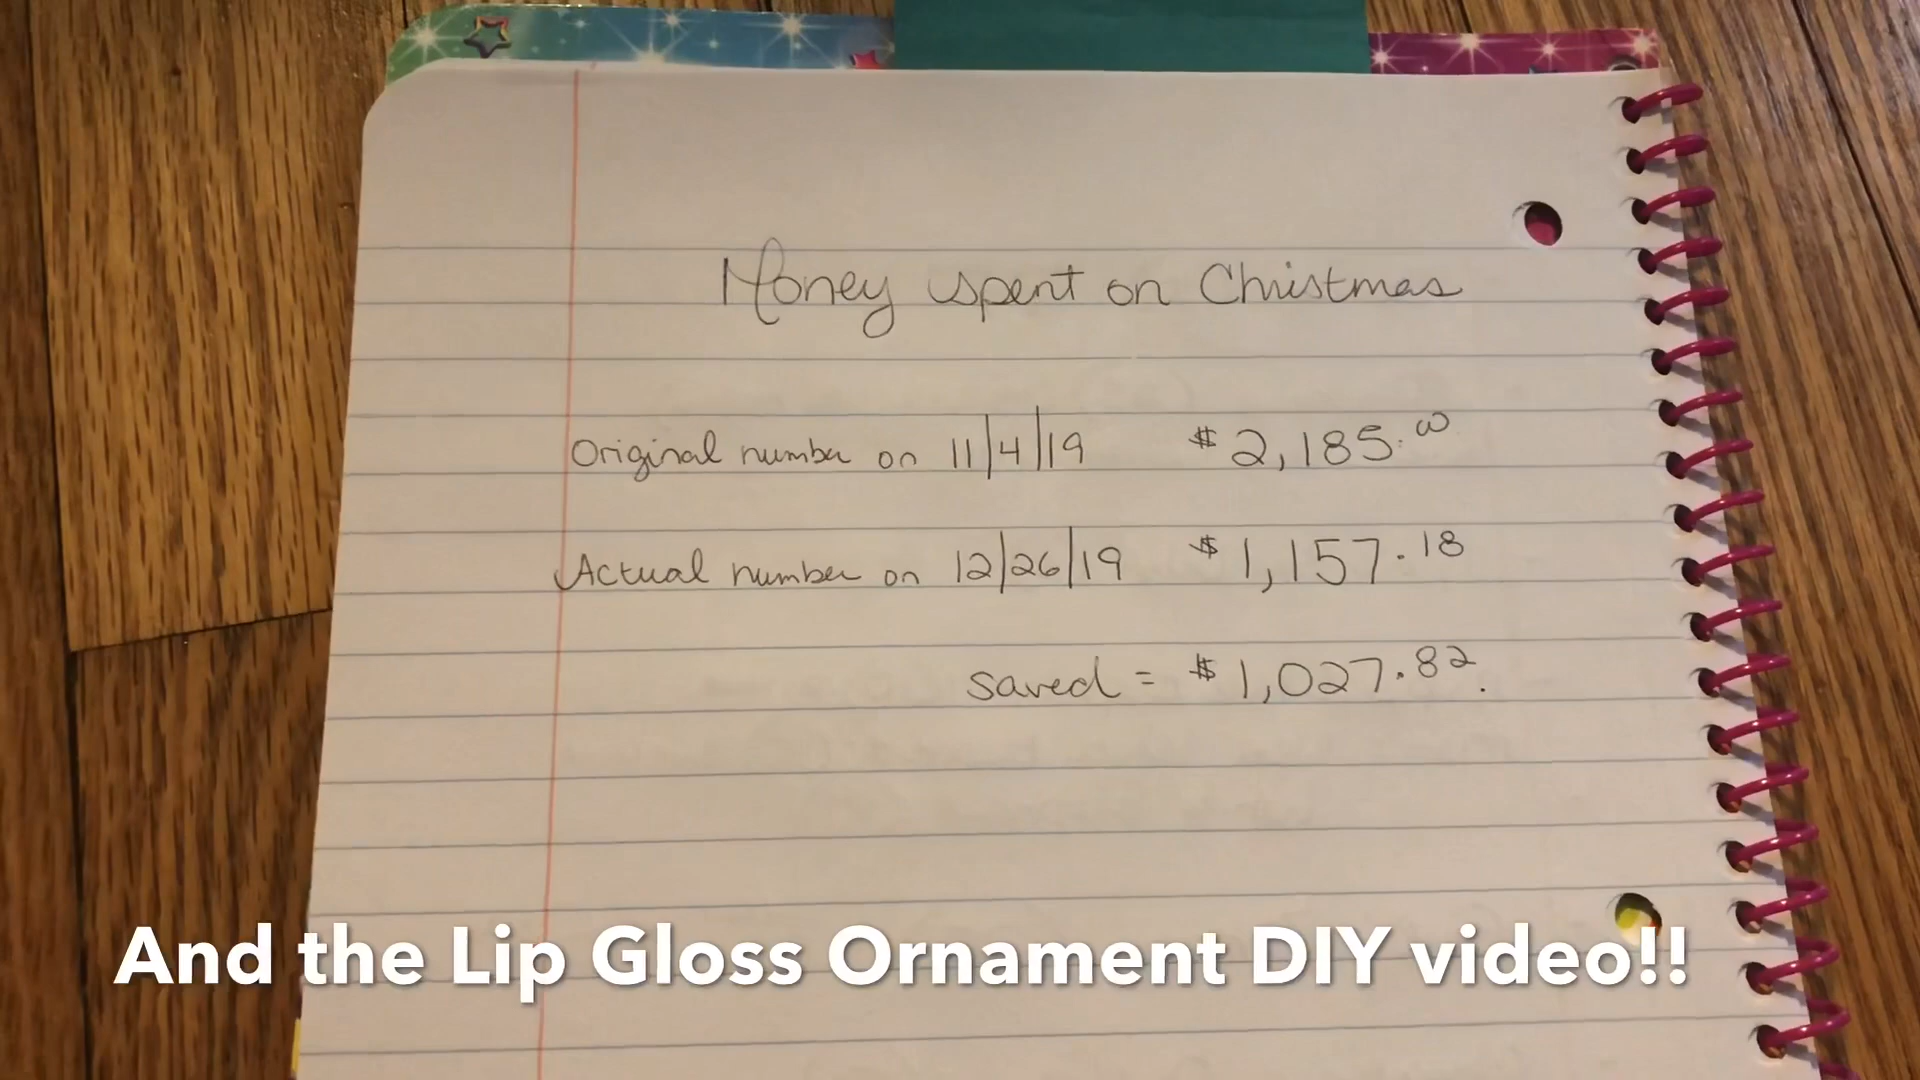 Money spent on Christmas
Original number on 11/4/19 $2,185.00
Actual number on 12/26/19 $1,157.18
saved = $1,027.82.
And the Lip Gloss Ornament DIY video!!